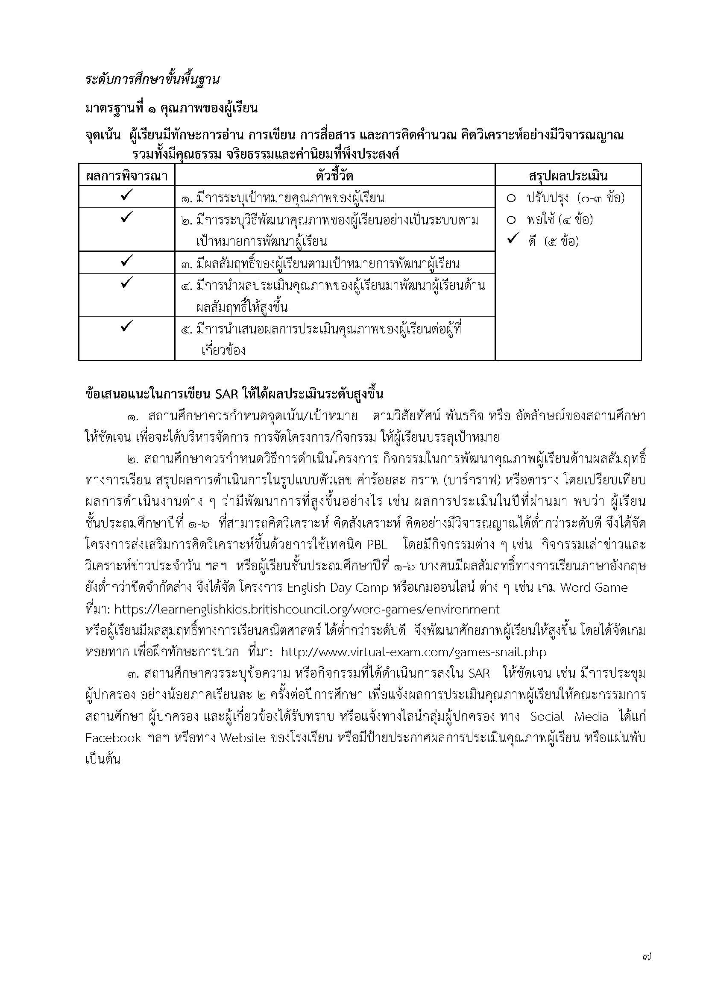 ระดับการศึกษาขั้นพื้นฐาน
มาตรฐานที่ ๑ คุณภาพของผู้เรียน
จุดเน้น ผู้เรียนมีทักษะการอ่าน การเขียน การสื่อสาร และการคิดคำนวณ คิดวิเคราะห์อย่างมีวิจารณญาณ
รวมทั้งมีคุณธรรม จริยธรรมและค่านิยมที่พึงประสงค์
ผลการพิจารณา ตัวชี้วัด สรุปผลประเมิน
✓ ๑. มีการระบุเป้าหมายคุณภาพของผู้เรียน
✓ ๒. มีการระบุวิธีพัฒนาคุณภาพของผู้เรียนอย่างเป็นระบบตาม
เป้าหมายการพัฒนาผู้เรียน
✓ ๓. มีผลสัมฤทธิ์ของผู้เรียนตามเป้าหมายการพัฒนาผู้เรียน
✓ ๔. มีการนำผลประเมินคุณภาพของผู้เรียนมาพัฒนาผู้เรียนด้าน
ผลสัมฤทธิ์ให้สูงขึ้น
✓ ๕. มีการนำเสนอผลการประเมินคุณภาพของผู้เรียนต่อผู้ที่
เกี่ยวข้อง
○ ปรับปรุง (๐-๓ ข้อ)
○ พอใช้ (๔ ข้อ)
✓ ดี (๕ ข้อ)
ข้อเสนอแนะในการเขียน SAR ให้ได้ผลประเมินระดับสูงขึ้น
๑. สถานศึกษาควรกำหนดจุดเน้น/เป้าหมาย ตามวิสัยทัศน์ พันธกิจ หรือ อัตลักษณ์ของสถานศึกษา
ให้ชัดเจน เพื่อจะได้บริหารจัดการ การจัดโครงการ/กิจกรรม ให้ผู้เรียนบรรลุเป้าหมาย
๒. สถานศึกษาควรกำหนดวิธีการดำเนินโครงการ กิจกรรมในการพัฒนาคุณภาพผู้เรียนด้านผลสัมฤทธิ์
ทางการเรียน สรุปผลการดำเนินการในรูปแบบตัวเลข ค่าร้อยละ กราฟ (บาร์กราฟ) หรือตาราง โดยเปรียบเทียบ
ผลการดำเนินงานต่าง ๆ ว่ามีพัฒนาการที่สูงขึ้นอย่างไร เช่น ผลการประเมินในปีที่ผ่านมา พบว่า ผู้เรียน
ชั้นประถมศึกษาปีที่ ๑-๖ ที่สามารถคิดวิเคราะห์ คิดสังเคราะห์ คิดอย่างมีวิจารณญาณได้ต่ำกว่าระดับดี จึงได้จัด
โครงการส่งเสริมการคิดวิเคราะห์ขึ้นด้วยการใช้เทคนิค PBL โดยมีกิจกรรมต่าง ๆ เช่น กิจกรรมเล่าข่าวและ
วิเคราะห์ข่าวประจำวัน ฯลฯ หรือผู้เรียนชั้นประถมศึกษาปีที่ ๑-๖ บางคนมีผลสัมฤทธิ์ทางการเรียนภาษาอังกฤษ
ยังต่ำกว่าขีดจำกัดล่าง จึงได้จัด โครงการ English Day Camp หรือเกมออนไลน์ ต่าง ๆ เช่น เกม Word Game
ที่มา: https://learnenglishkids.britishcouncil.org/word-games/environment
หรือผู้เรียนมีผลสุมฤทธิ์ทางการเรียนคณิตศาสตร์ ได้ต่ำกว่าระดับดี จึงพัฒนาศักยภาพผู้เรียนให้สูงขึ้น โดยได้จัดเกม
หอยทาก เพื่อฝึกทักษะการบวก ที่มา: http://www.virtual-exam.com/games-snail.php
๓. สถานศึกษาควรระบุข้อความ หรือกิจกรรมที่ได้ดำเนินการลงใน SAR ให้ชัดเจน เช่น มีการประชุม
ผู้ปกครอง อย่างน้อยภาคเรียนละ ๒ ครั้งต่อปีการศึกษา เพื่อแจ้งผลการประเมินคุณภาพผู้เรียนให้คณะกรรมการ
สถานศึกษา ผู้ปกครอง และผู้เกี่ยวข้องได้รับทราบ หรือแจ้งทางไลน์กลุ่มผู้ปกครอง ทาง Social Media ได้แก่
Facebook ฯลฯ หรือทาง Website ของโรงเรียน หรือมีป้ายประกาศผลการประเมินคุณภาพผู้เรียน หรือแผ่นพับ
เป็นต้น
๗